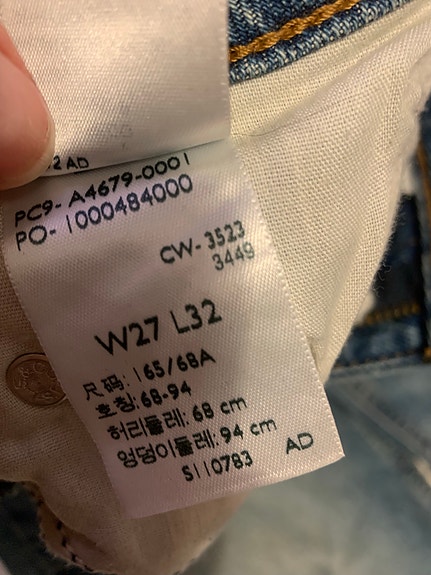 2 AD
PC9- A4679-0001
PO- 1000484000
CW- 3523
3449
W27 L32
尺码: 165/68A
호칭: 68-94
허리둘레: 68 cm
엉덩이둘레: 94 cm
S110783 AD